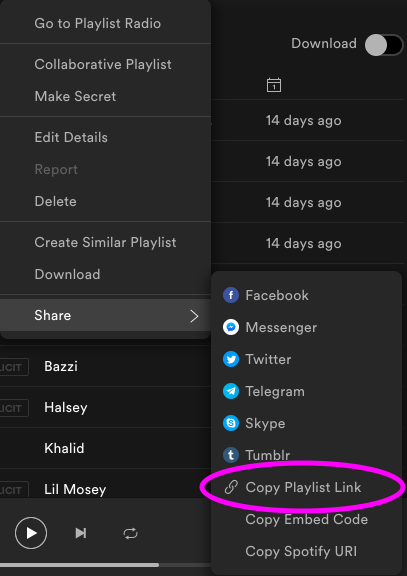 Go to Playlist Radio
Download
Collaborative Playlist
Make Secret
1
14 days ago
Edit Details
14 days ago
Report
Delete
14 days ago
Create Similar Playlist
14 days ago
Download
Share
Facebook
Messenger
Twitter
Telegram
Skype
Tumblr
Copy Playlist Link
Copy Embed Code
Copy Spotify URI
LICIT Bazzi
LICIT Halsey
Khalid
LICIT Lil Mosey